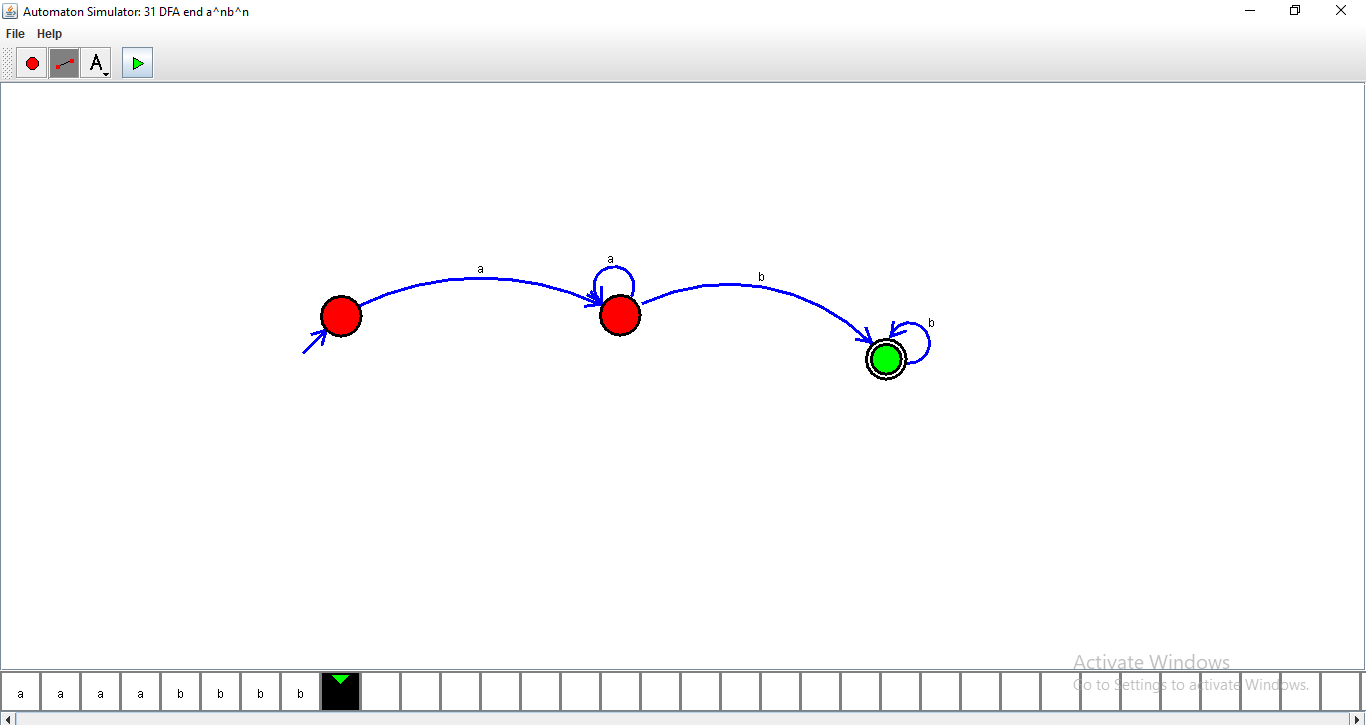 Automaton Simulator: 31 DFA end a^nb^n
File Help
A
a
a
b
b
a a a a b b b b
Activate Windows
Go to Settings to activate Windows.